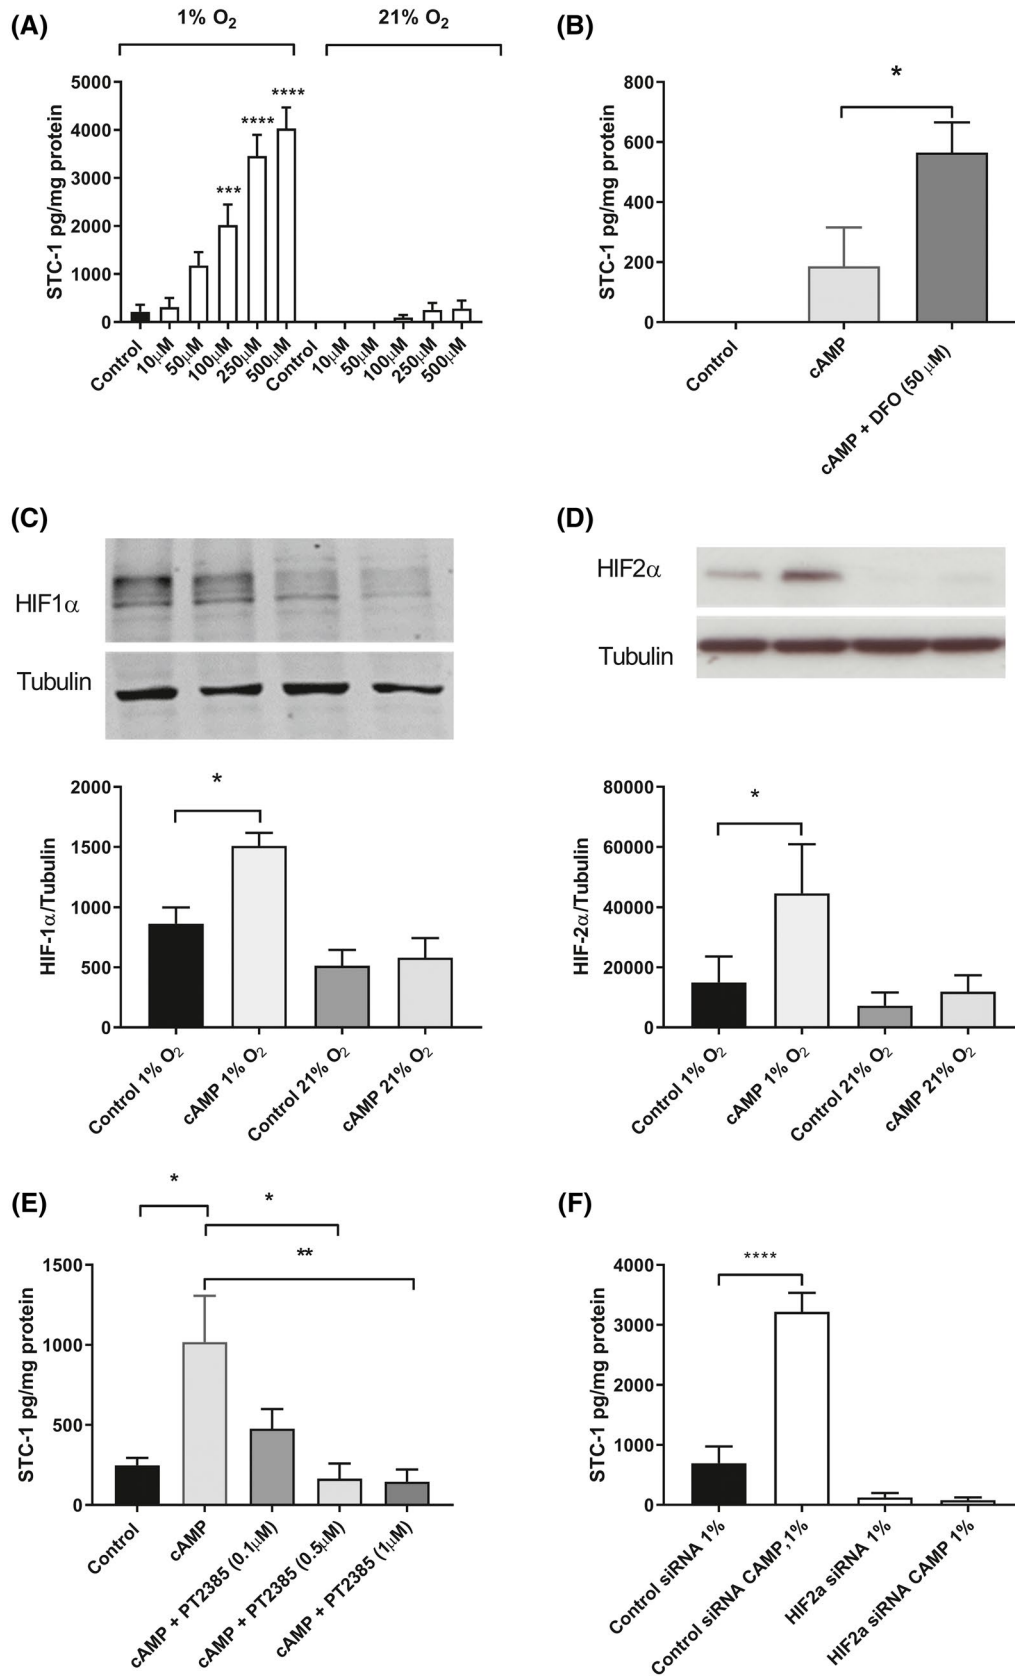 (A)
1% O2
21% O2
STC-1 pg/mg protein
5000
4000
3000
2000
1000
0
***
****
****
Control
10μM
50μM
100μM
250μM
500μM
Control
10μM
50μM
100μM
250μM
500μM
(B)
STC-1 pg/mg protein
800
600
400
200
0
*
Control
cAMP
cAMP + DFO (50 μM)
(C)
HIF1α
Tubulin
HIF-1α/Tubulin
2000
1500
1000
500
0
*
Control 1% O2
cAMP 1% O2
Control 21% O2
cAMP 21% O2
(D)
HIF2α
Tubulin
HIF-2α/Tubulin
80000
60000
40000
20000
0
*
Control 1% O2
cAMP 1% O2
Control 21% O2
cAMP 21% O2
(E)
STC-1 pg/mg protein
1500
1000
500
0
*
*
**
Control
cAMP
cAMP + PT2385 (0.1μM)
cAMP + PT2385 (0.5μM)
cAMP + PT2385 (1μM)
(F)
STC-1 pg/mg protein
4000
3000
2000
1000
0
****
Control siRNA 1%
Control siRNA CAMP,1%
HIF2a siRNA 1%
HIF2a siRNA CAMP 1%